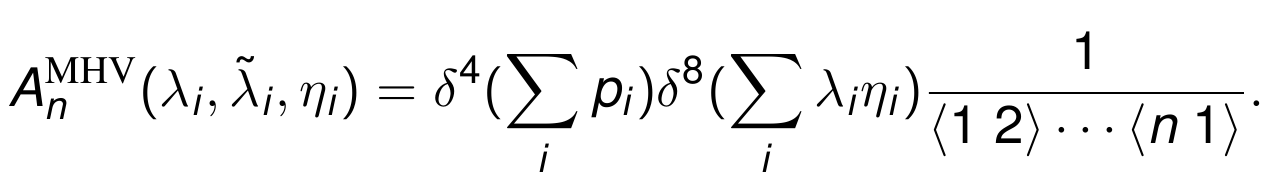 $A_n^{\mathrm{MHV}}(\lambda_i, \tilde{\lambda}_i, \eta_i) = \delta^4(\sum_i p_i)\delta^8(\sum_i \lambda_i \eta_i)\frac{1}{\langle 1\ 2\rangle \cdots \langle n\ 1\rangle}.$